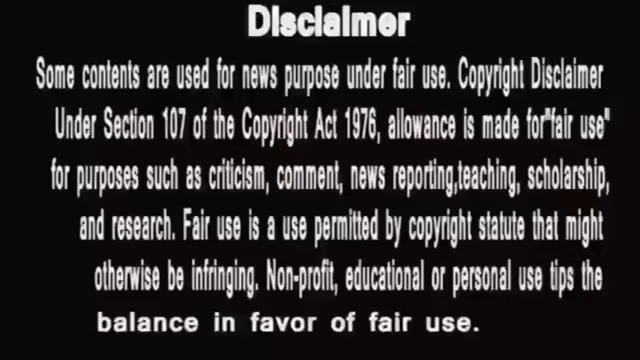 Disclaimer
Some contents are used for news purpose under fair use. Copyright Disclaimer
Under Section 107 of the Copyright Act 1976, allowance is made for"fair use"
for purposes such as criticism, comment, news reporting,teaching, scholarship,
and research. Fair use is a use permitted by copyright statute that might
otherwise be infringing. Non-profit, educational or personal use tips the
balance in favor of fair use.